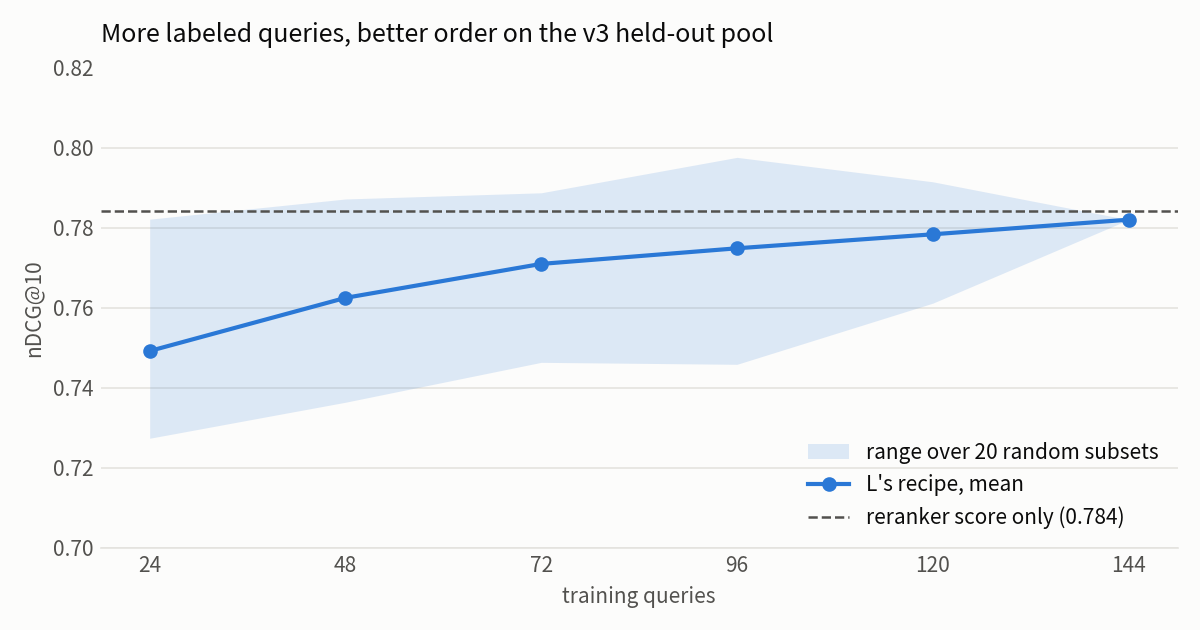 More labeled queries, better order on the v3 held-out pool
0.82
0.80
0.78
0.76
0.74
0.72
0.70
nDCG@10
range over 20 random subsets
L's recipe, mean
reranker score only (0.784)
24 48 72 96 120 144
training queries